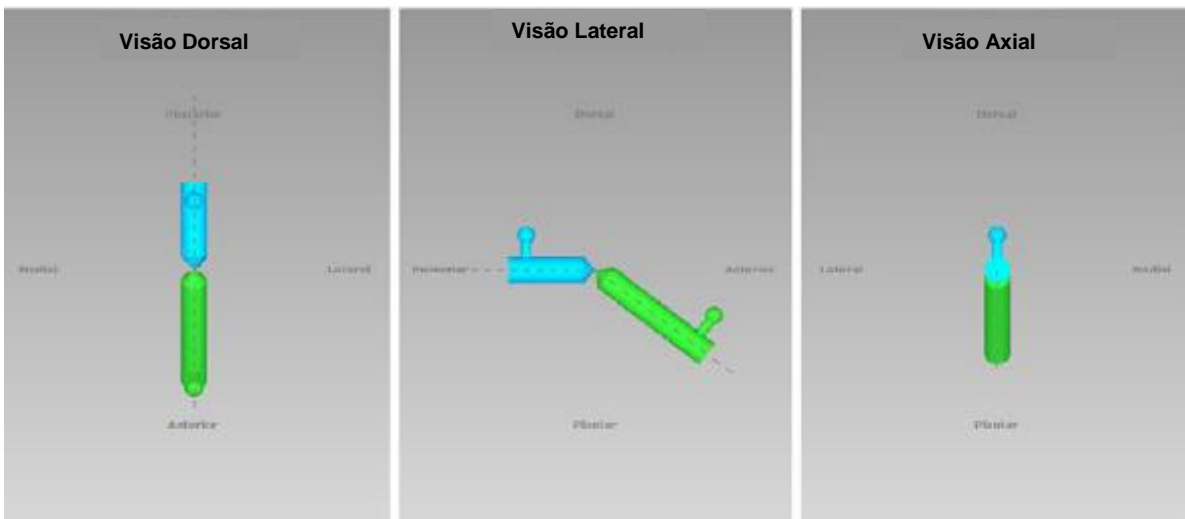 Visão Dorsal
Visão Lateral
Visão Axial
Posterior
Dorsal
Dorsal
Medial
Lateral
Posterior
Anterior
Lateral
Medial
Anterior
Plantar
Plantar